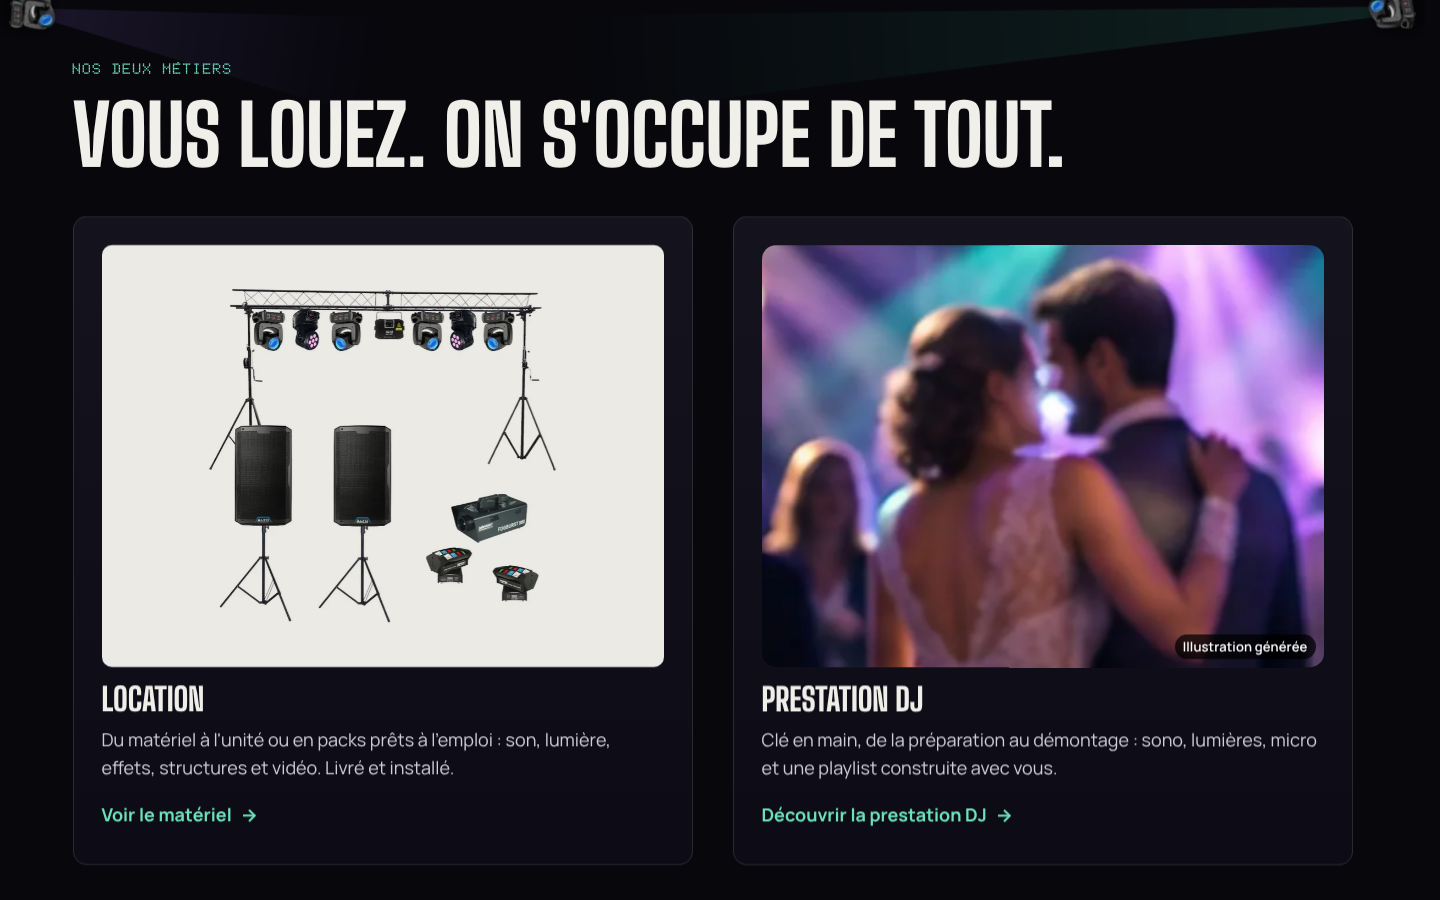 NOS DEUX MÉTIERS
VOUS LOUEZ. ON S'OCCUPE DE TOUT.
Illustration générée
LOCATION
Du matériel à l'unité ou en packs prêts à l'emploi : son, lumière,
effets, structures et vidéo. Livré et installé.
Voir le matériel →
PRESTATION DJ
Clé en main, de la préparation au démontage : sono, lumières, micro
et une playlist construite avec vous.
Découvrir la prestation DJ →